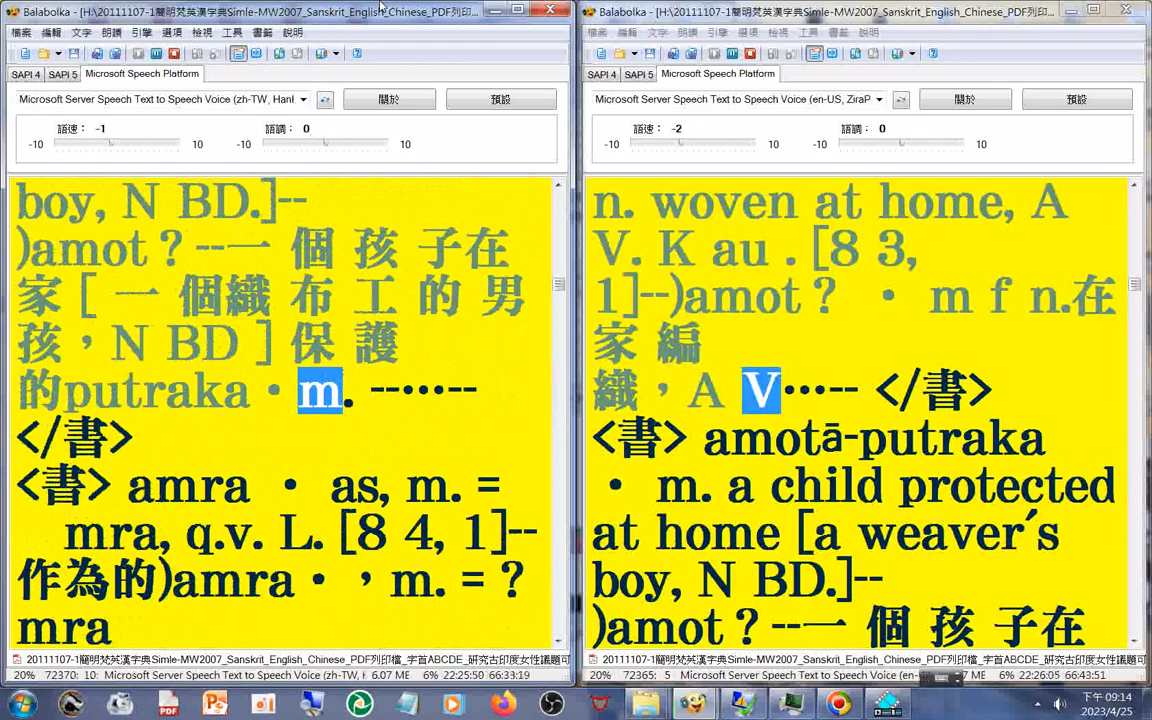 Balabolka - [H:\20111107-1簡明梵英漢字典Simle-MW2007_Sanskrit_English_Chinese_PDF列印...
檔案 編輯 文字 朗讀 引擎 選項 檢視 工具 書籤 說明
SAPI 4 SAPI 5 Microsoft Speech Platform
Microsoft Server Speech Text to Speech Voice (zh-TW, Hanl
關於 預設
語速： -1 語調： 0
-10 10 -10 10
boy, N BD.]--
)amot？--一 個 孩 子在
家 [ 一 個織 布 工 的 男
孩，N BD ] 保 護
的putraka・m. --···--
</書>
<書> amra ・ as, m. =
mra, q.v. L. [8 4, 1]--
作為的)amra・，m. = ?
mra
20111107-1簡明梵英漢字典Simle-MW2007_Sanskrit_English_Chinese_PDF列印檔_字首ABCDE_研究古印度女性議題可
20% 72370: 10: Microsoft Server Speech Text to Speech Voice (zh-TW, H 6.07 MB 6% 22:25:50 66:33:19
Balabolka - [H:\20111107-1簡明梵英漢字典Simle-MW2007_Sanskrit_English_Chinese_PDF列印...
檔案 編輯 文字 朗讀 引擎 選項 檢視 工具 書籤 說明
SAPI 4 SAPI 5 Microsoft Speech Platform
Microsoft Server Speech Text to Speech Voice (en-US, ZiraP
關於 預設
語速： -2 語調： 0
-10 10 -10 10
n. woven at home, A
V. K au . [8 3,
1]--)amot？ ・ m f n.在
家 編
織，A V···-- </書>
<書> amotā-putraka
・ m. a child protected
at home [a weaver′s
boy, N BD.]--
)amot？--一 個 孩 子在
20111107-1簡明梵英漢字典Simle-MW2007_Sanskrit_English_Chinese_PDF列印檔_字首ABCDE_研究古印度女性議題可
20% 72365: 5 Microsoft Server Speech Text to Speech Voice 6% 22:26:05 66:43:51
下午 09:14
2023/4/25